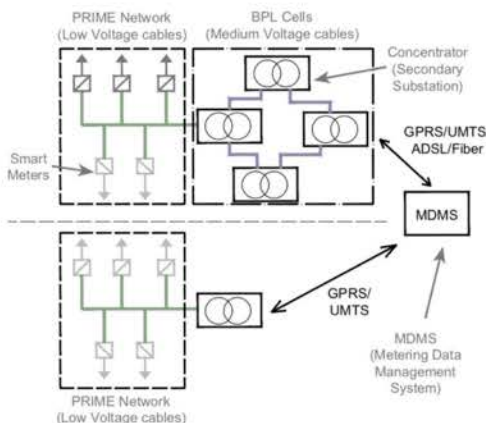 PRIME Network
(Low Voltage cables)
BPL Cells
(Medium Voltage cables)
Concentrator
(Secondary
Substation)
GPRS/UMTS
ADSL/Fiber
Smart
Meters
MDMS
GPRS/
UMTS
MDMS
(Metering Data
Management
System)
PRIME Network
(Low Voltage cables)